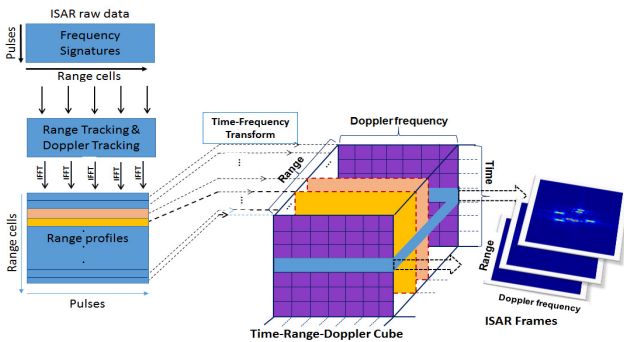 ISAR raw data
Pulses
Frequency
Signatures
Range cells
Range Tracking &
Doppler Tracking
IFFT
IFFT
IFFT
IFFT
IFFT
Range cells
Range profiles
Pulses
Time-Frequency
Transform
Doppler frequency
Range
Time
Range
Time-Range-Doppler Cube
Doppler frequency
ISAR Frames